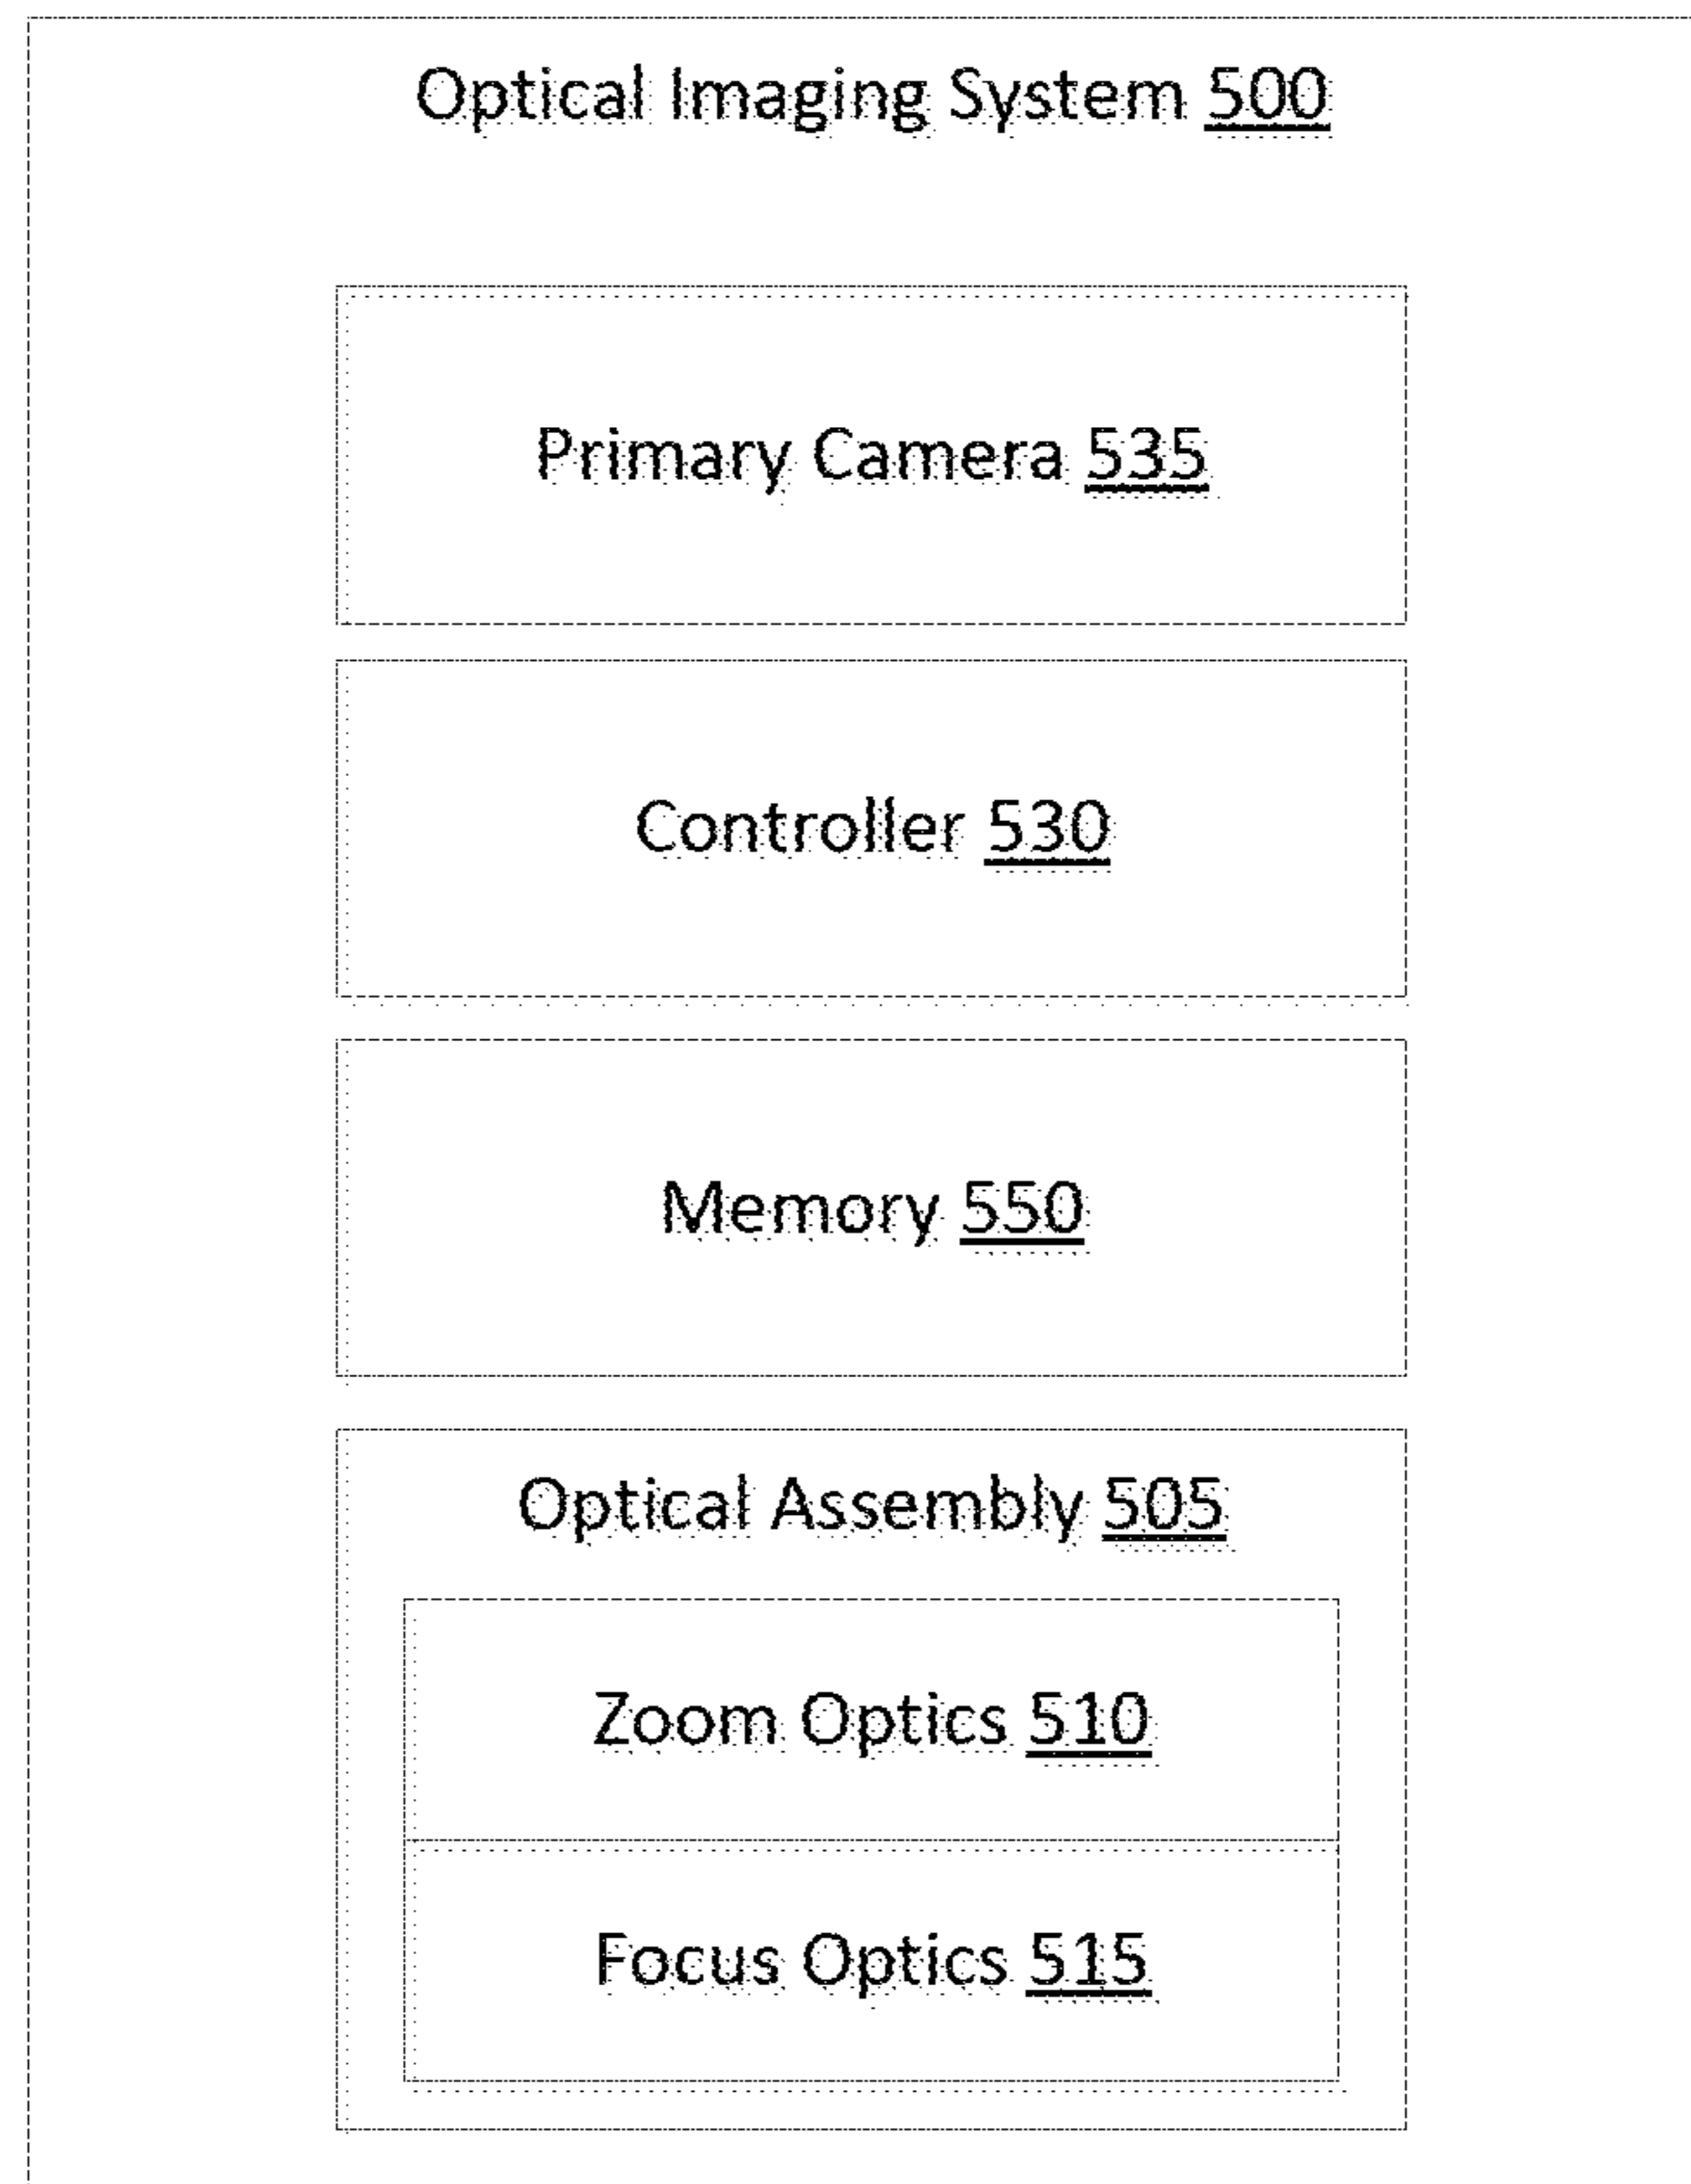 Optical Imaging System 500
Primary Camera 535
Controller 530
Memory 550
Optical Assembly 505
Zoom Optics 510
Focus Optics 515